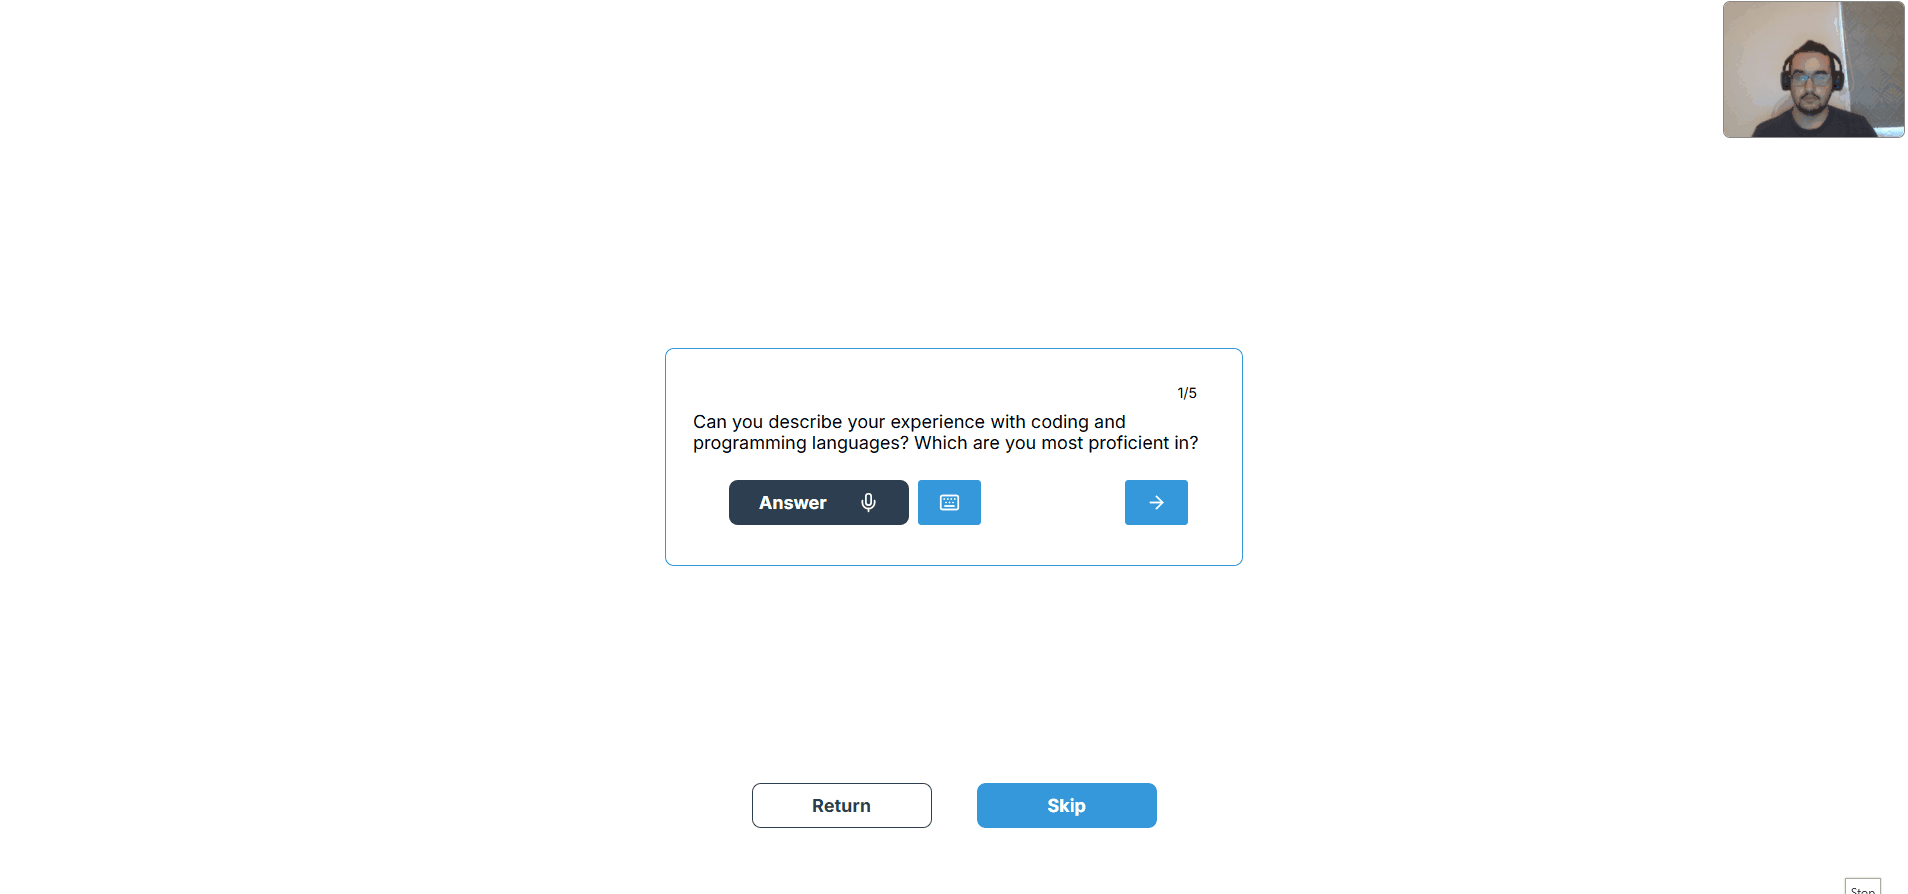 1/5
Can you describe your experience with coding and
programming languages? Which are you most proficient in?
Answer
Return
Skip
Stop